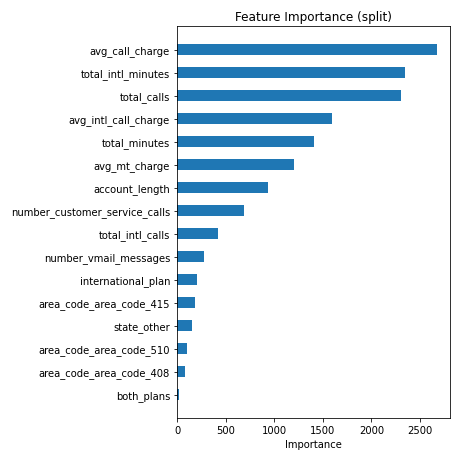 Feature Importance (split)
avg_call_charge
total_intl_minutes
total_calls
avg_intl_call_charge
total_minutes
avg_mt_charge
account_length
number_customer_service_calls
total_intl_calls
number_vmail_messages
international_plan
area_code_area_code_415
state_other
area_code_area_code_510
area_code_area_code_408
both_plans
0 500 1000 1500 2000 2500
Importance